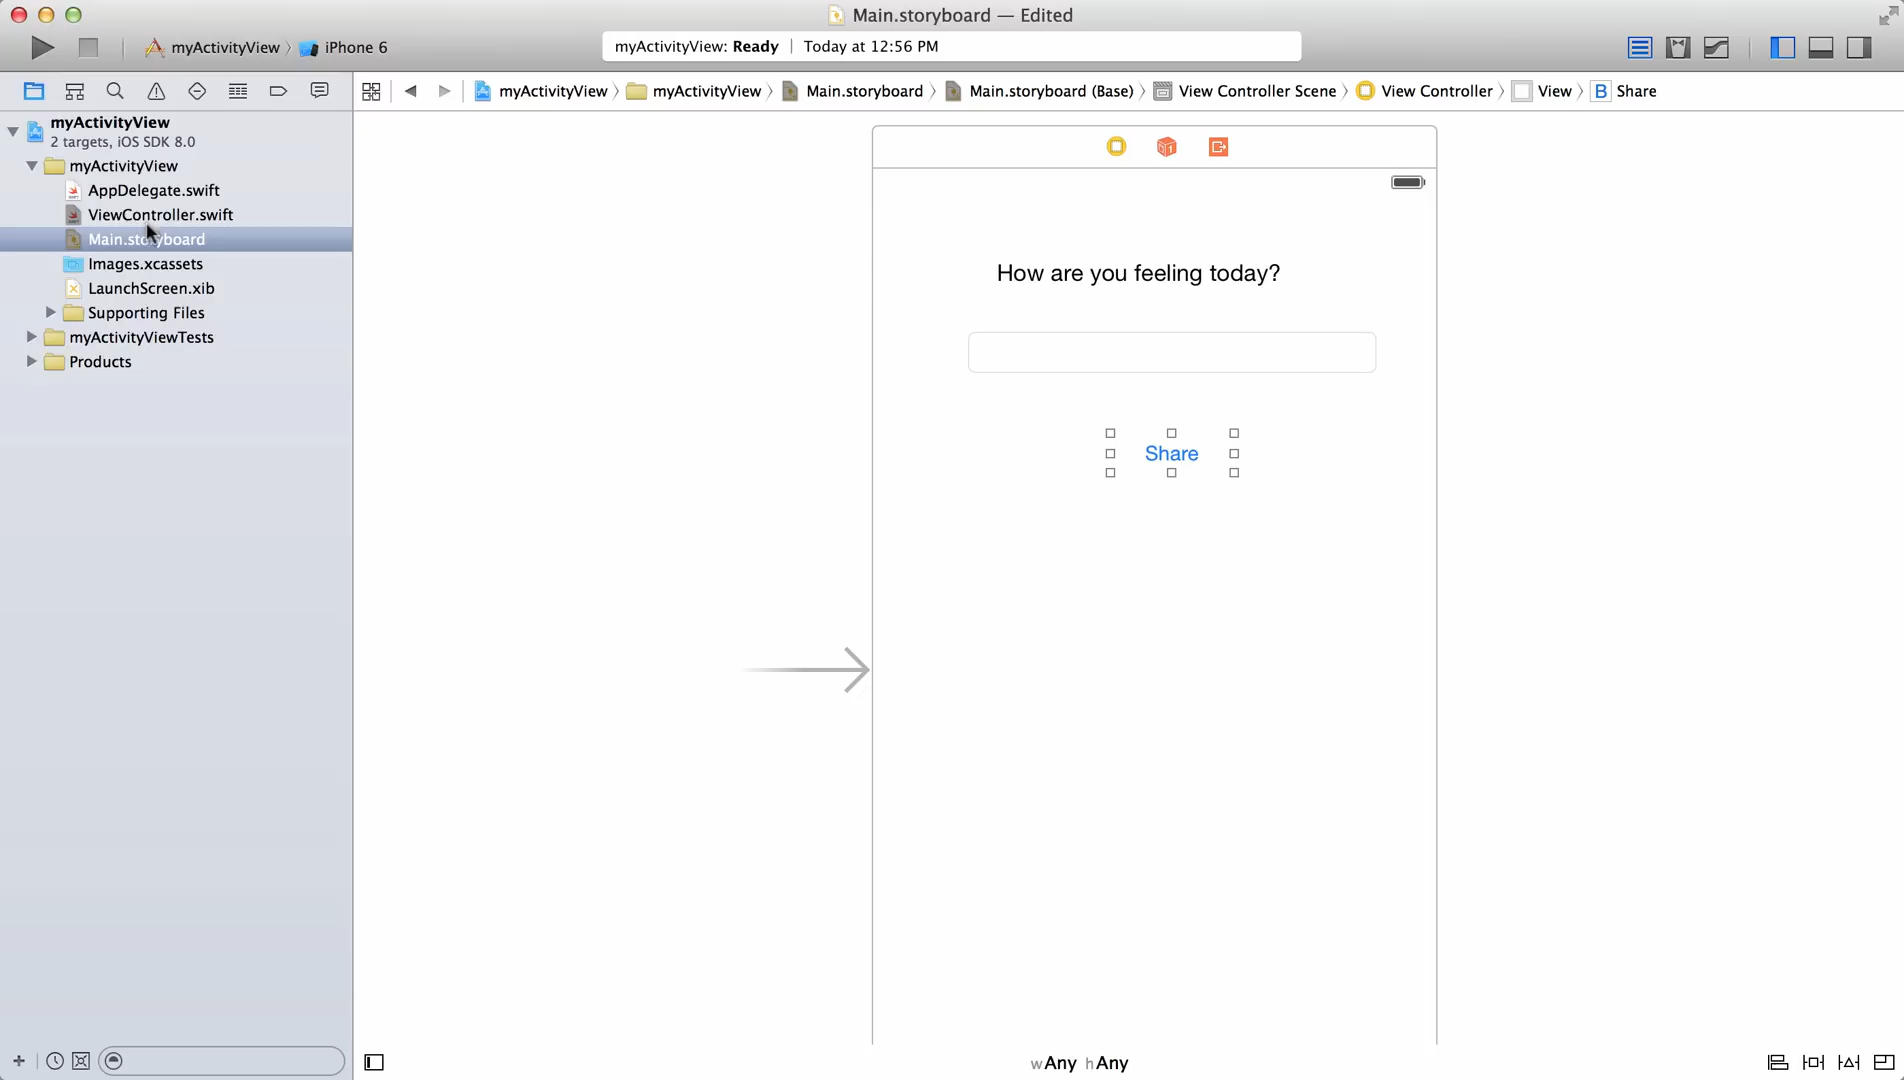 Main.storyboard — Edited
myActivityView 〉 iPhone 6
myActivityView: Ready | Today at 12:56 PM
myActivityView 〉 myActivityView 〉 Main.storyboard 〉 Main.storyboard (Base) 〉 View Controller Scene 〉 View Controller 〉 View 〉 B Share
myActivityView
2 targets, iOS SDK 8.0
myActivityView
AppDelegate.swift
ViewController.swift
Main.storyboard
Images.xcassets
LaunchScreen.xib
Supporting Files
myActivityViewTests
Products
How are you feeling today?
Share
wAny hAny